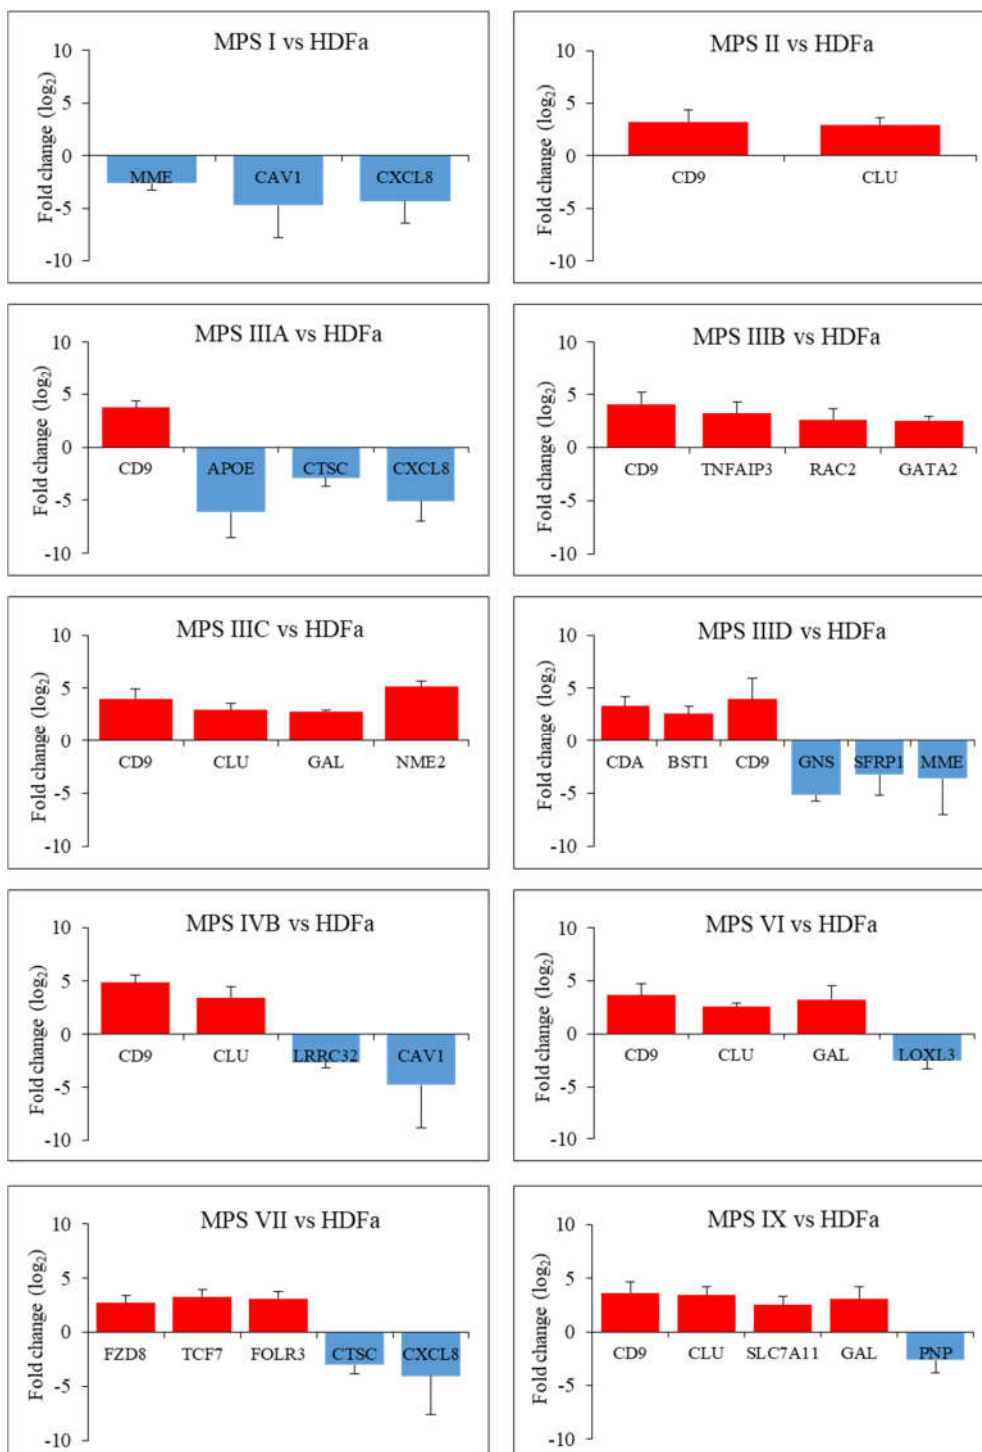 MPS I vs HDFa
Fold change (log2)
10
5
0
-5
-10
MME CAV1 CXCL8
MPS II vs HDFa
Fold change (log2)
10
5
0
-5
-10
CD9 CLU
MPS IIIA vs HDFa
Fold change (log2)
10
5
0
-5
-10
CD9 APOE CTSC CXCL8
MPS IIIB vs HDFa
Fold change (log2)
10
5
0
-5
-10
CD9 TNFAIP3 RAC2 GATA2
MPS IIIC vs HDFa
Fold change (log2)
10
5
0
-5
-10
CD9 CLU GAL NME2
MPS IIID vs HDFa
Fold change (log2)
10
5
0
-5
-10
CDA BST1 CD9 GNS SFRP1 MME
MPS IVB vs HDFa
Fold change (log2)
10
5
0
-5
-10
CD9 CLU LRRC32 CAV1
MPS VI vs HDFa
Fold change (log2)
10
5
0
-5
-10
CD9 CLU GAL LOXL3
MPS VII vs HDFa
Fold change (log2)
10
5
0
-5
-10
FZD8 TCF7 FOLR3 CTSC CXCL8
MPS IX vs HDFa
Fold change (log2)
10
5
0
-5
-10
CD9 CLU SLC7A11 GAL PNP